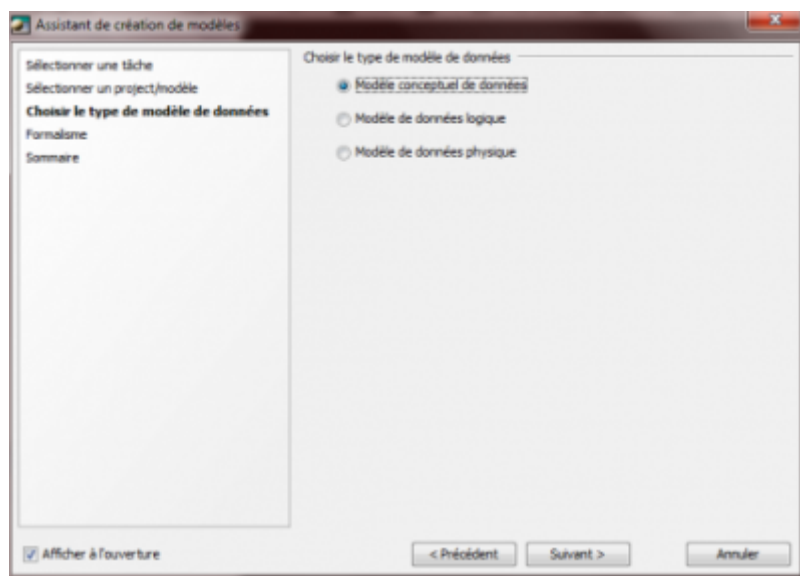 Assistant de création de modèles
Sélectionner une tâche
Sélectionner un project/modèle
Choisir le type de modèle de données
Formalisme
Sommaire
Choisir le type de modèle de données
Modèle conceptuel de données
Modèle de données logique
Modèle de données physique
Afficher à l'ouverture
< Précédent
Suivant >
Annuler